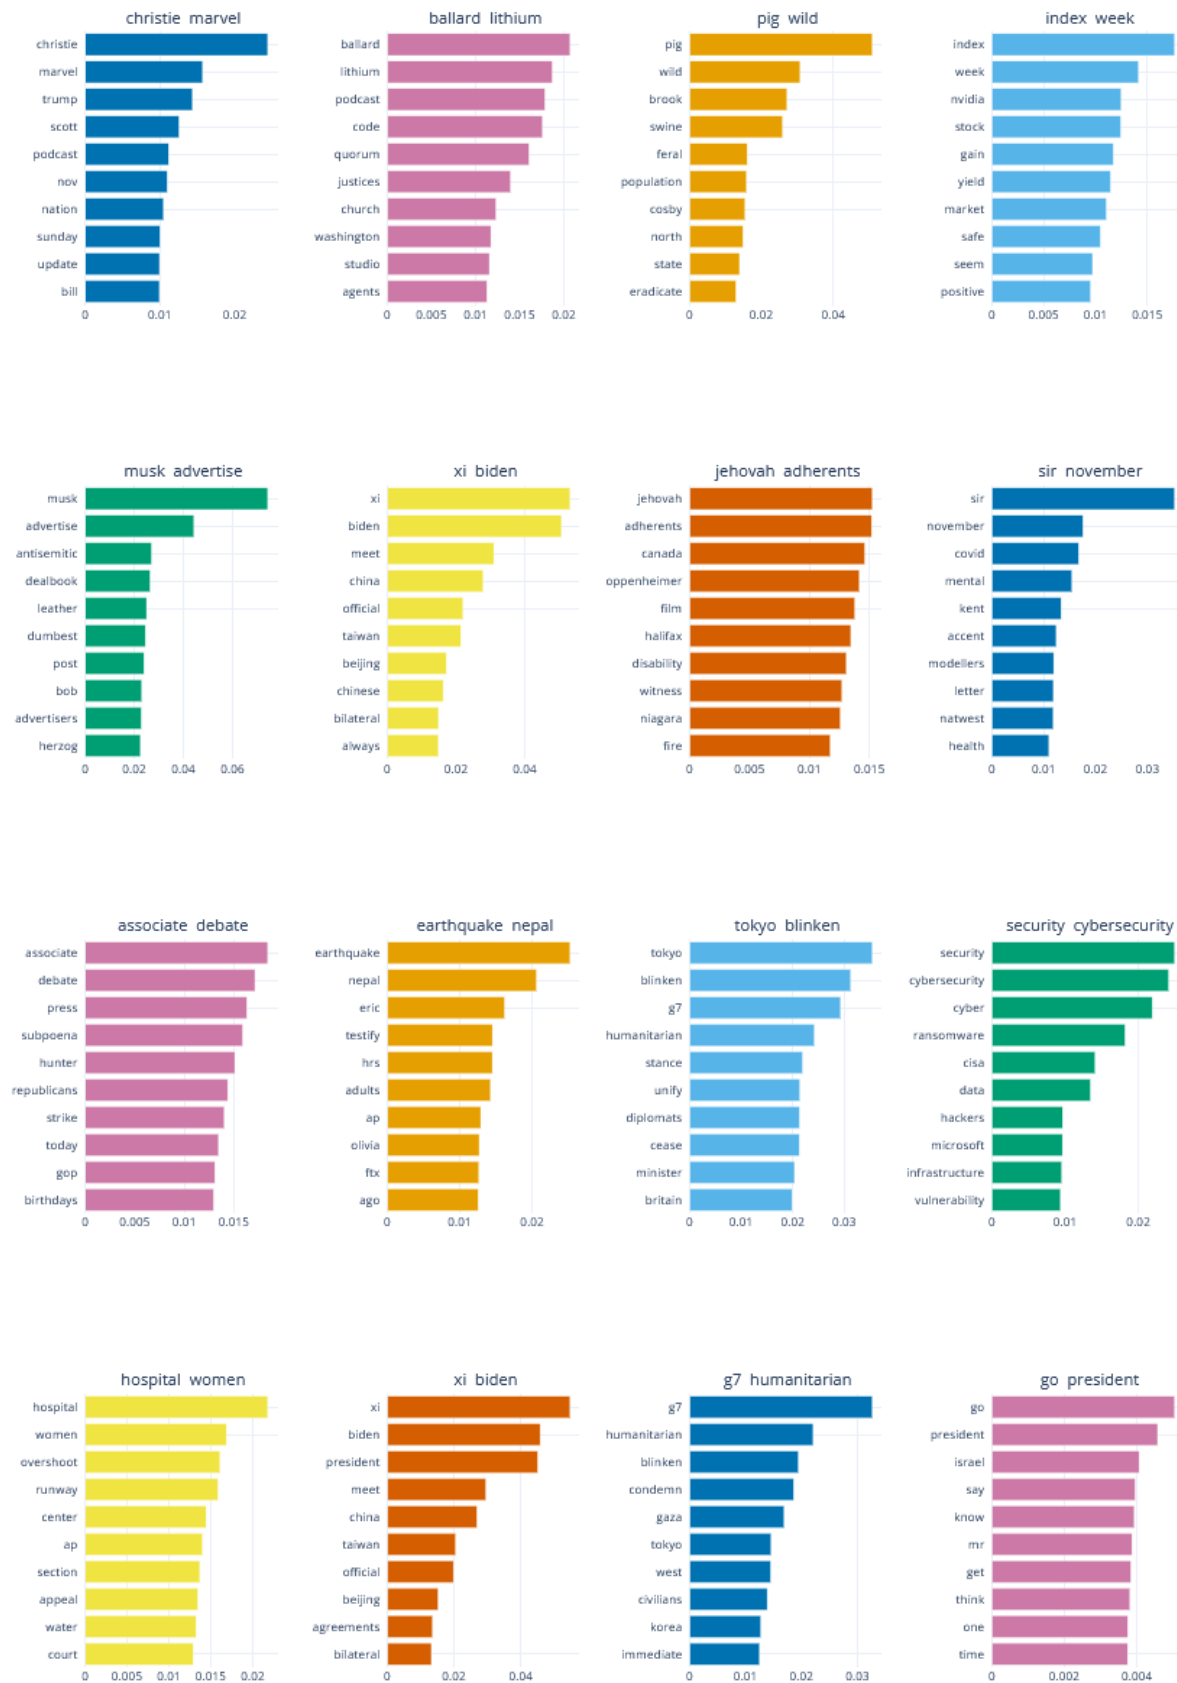 christie marvel
christie
marvel
trump
scott
podcast
nov
nation
sunday
update
bill
0 0.01 0.02
ballard lithium
ballard
lithium
podcast
code
quorum
justices
church
washington
studio
agents
0 0.005 0.01 0.015 0.02
pig wild
pig
wild
brook
swine
feral
population
cosby
north
state
eradicate
0 0.02 0.04
index week
index
week
nvidia
stock
gain
yield
market
safe
seem
positive
0 0.005 0.01 0.015
musk advertise
musk
advertise
antisemitic
dealbook
leather
dumbest
post
bob
advertisers
herzog
0 0.02 0.04 0.06
xi biden
xi
biden
meet
china
official
taiwan
beijing
chinese
bilateral
always
0 0.02 0.04
jehovah adherents
jehovah
adherents
canada
oppenheimer
film
halifax
disability
witness
niagara
fire
0 0.005 0.01 0.015
sir november
sir
november
covid
mental
kent
accent
modellers
letter
natwest
health
0 0.01 0.02 0.03
associate debate
associate
debate
press
subpoena
hunter
republicans
strike
today
gop
birthdays
0 0.005 0.01 0.015
earthquake nepal
earthquake
nepal
eric
testify
hrs
adults
ap
olivia
ftx
ago
0 0.01 0.02
tokyo blinken
tokyo
blinken
g7
humanitarian
stance
unify
diplomats
cease
minister
britain
0 0.01 0.02 0.03
security cybersecurity
security
cybersecurity
cyber
ransomware
cisa
data
hackers
microsoft
infrastructure
vulnerability
0 0.01 0.02
hospital women
hospital
women
overshoot
runway
center
ap
section
appeal
water
court
0 0.005 0.01 0.015 0.02
xi biden
xi
biden
president
meet
china
taiwan
official
beijing
agreements
bilateral
0 0.02 0.04
g7 humanitarian
g7
humanitarian
blinken
condemn
gaza
tokyo
west
civilians
korea
immediate
0 0.01 0.02 0.03
go president
go
president
israel
say
know
mr
get
think
one
time
0 0.002 0.004